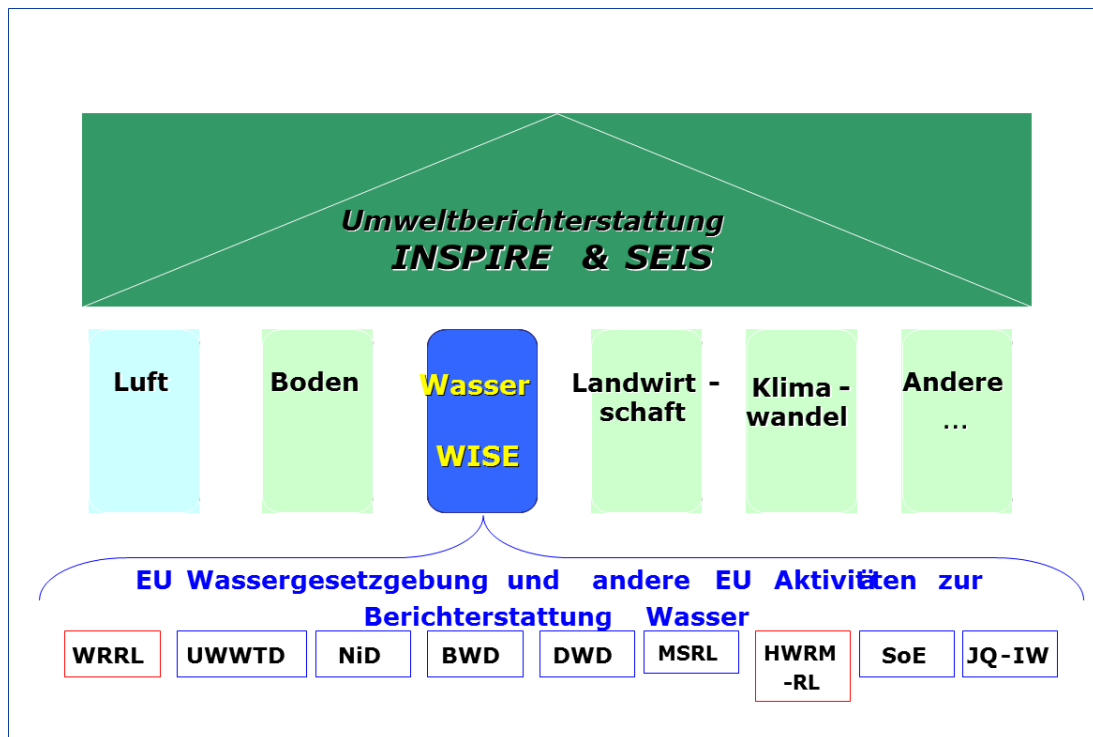 Umweltberichterstattung
INSPIRE & SEIS
Luft
Boden
Wasser
WISE
Landwirt -
schaft
Klima -
wandel
Andere
...
EU Wassergesetzgebung und andere EU Aktivitäten zur
Berichterstattung Wasser
WRRL
UWWTD
NiD
BWD
DWD
MSRL
HWRM
-RL
SoE
JQ-IW